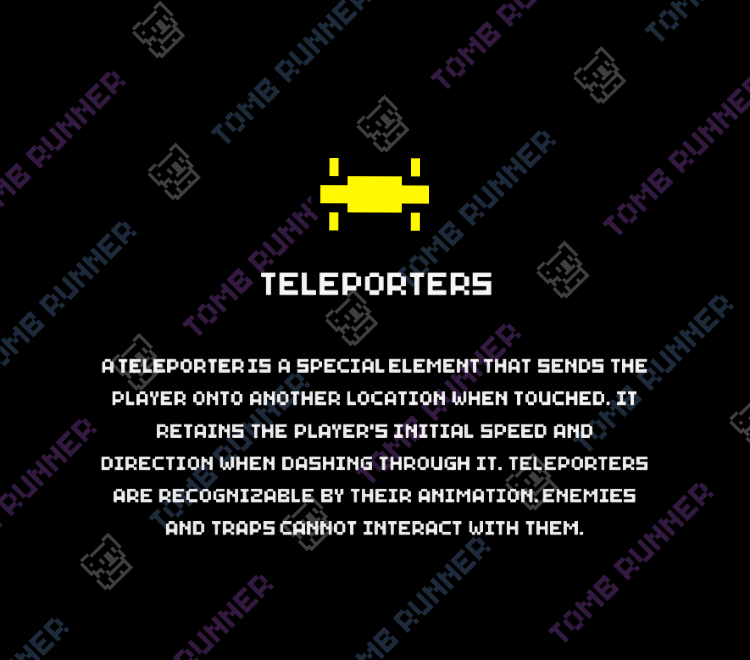 TELEPORTERS
A TELEPORTER IS A SPECIAL ELEMENT THAT SENDS THE
PLAYER ONTO ANOTHER LOCATION WHEN TOUCHED. IT
RETAINS THE PLAYER'S INITIAL SPEED AND
DIRECTION WHEN DASHING THROUGH IT. TELEPORTERS
ARE RECOGNIZABLE BY THEIR ANIMATION. ENEMIES
AND TRAPS CANNOT INTERACT WITH THEM.
TOMB RUNNER
TOMB RUNNER
TOMB RUNNER
TOMB RUNNER
TOMB RUNNER
TOMB RUNNER
TOMB RUNNER
TOMB RUNNER
TOMB RUNNER
TOMB RUNNER
TOMB RUNNER
TOMB RUNNER
TOMB RUNNER